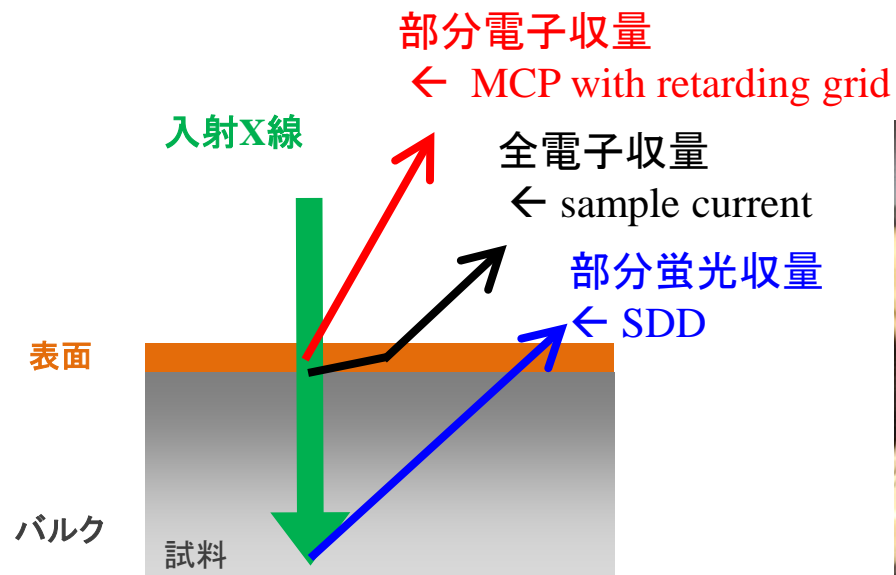 部分電子収量
← MCP with retarding grid
入射X線
全電子収量
← sample current
部分蛍光収量
← SDD
表面
バルク
試料